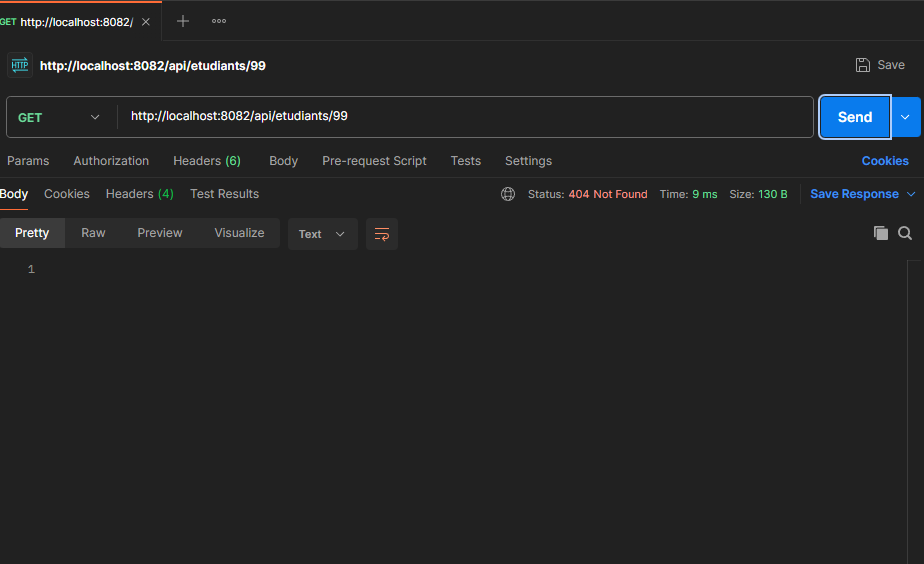 GET http://localhost:8082/
HTTP http://localhost:8082/api/etudiants/99 Save
GET http://localhost:8082/api/etudiants/99 Send
Params Authorization Headers (6) Body Pre-request Script Tests Settings Cookies
Body Cookies Headers (4) Test Results Status: 404 Not Found Time: 9 ms Size: 130 B Save Response
Pretty Raw Preview Visualize Text
1